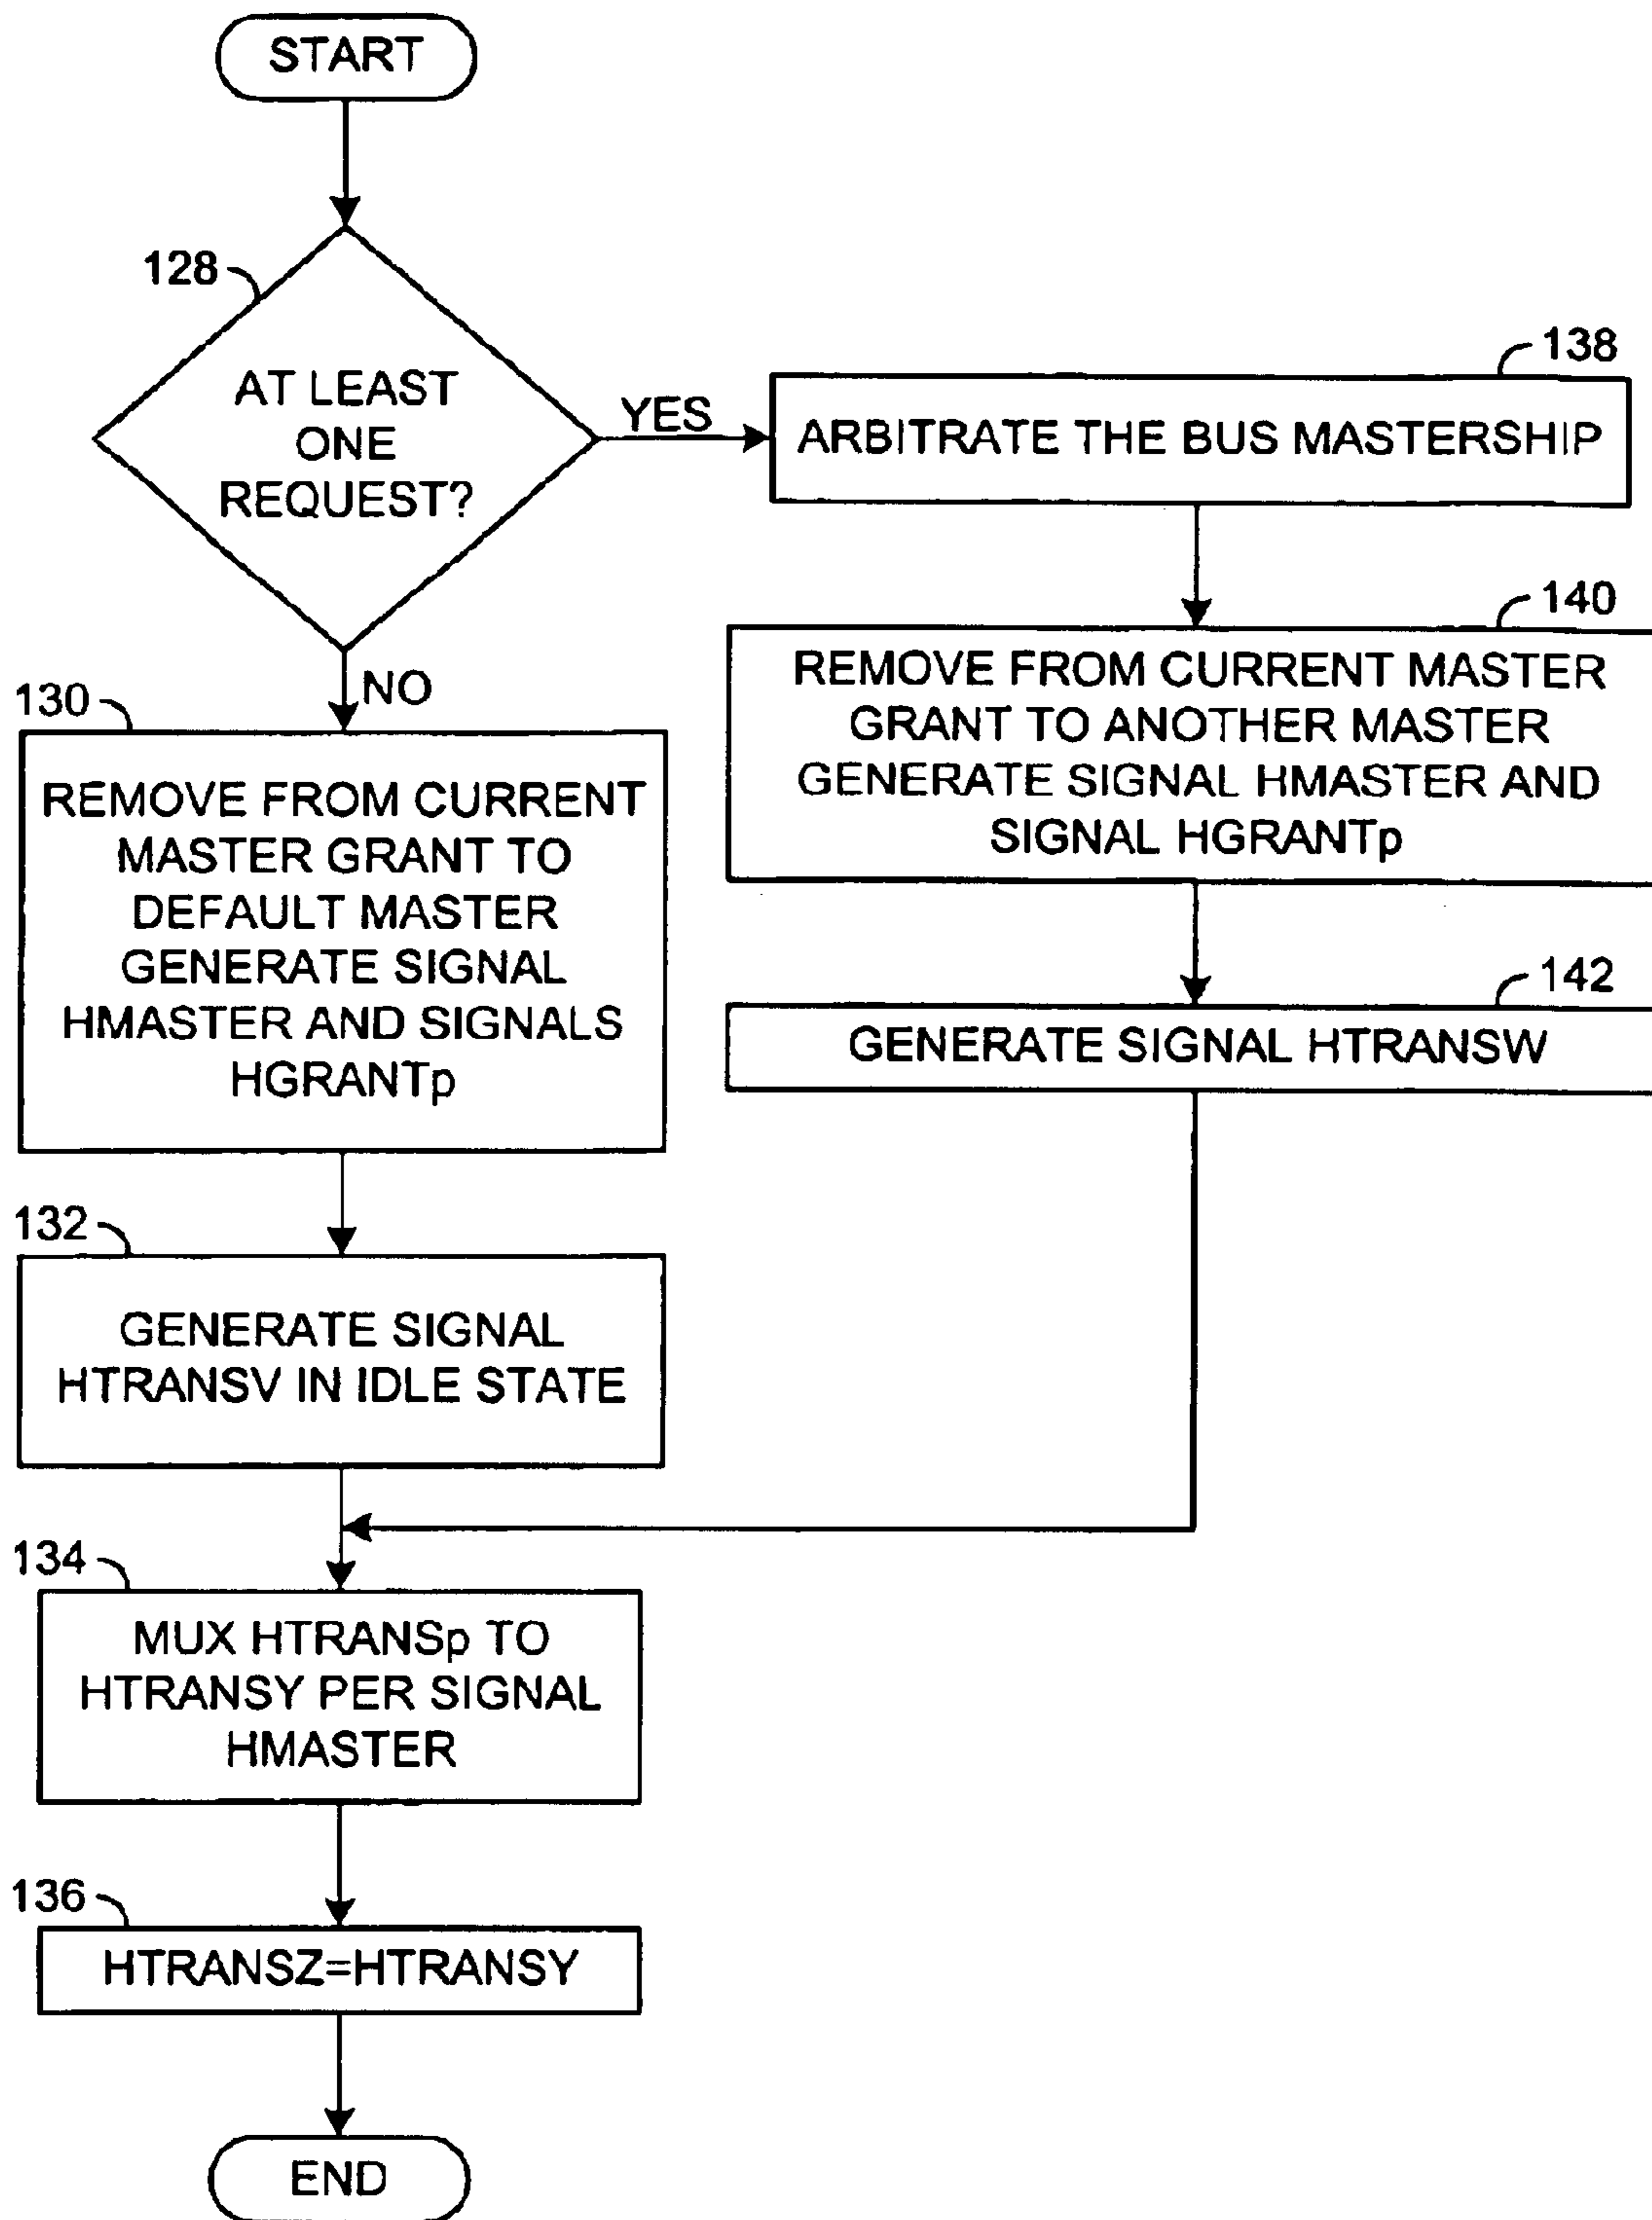 START
128
AT LEAST
ONE
REQUEST?
YES
138
ARBITRATE THE BUS MASTERSHIP
140
REMOVE FROM CURRENT MASTER
GRANT TO ANOTHER MASTER
GENERATE SIGNAL HMASTER AND
SIGNAL HGRANTp
142
GENERATE SIGNAL HTRANSW
NO
130
REMOVE FROM CURRENT
MASTER GRANT TO
DEFAULT MASTER
GENERATE SIGNAL
HMASTER AND SIGNALS
HGRANTp
132
GENERATE SIGNAL
HTRANSV IN IDLE STATE
134
MUX HTRANSp TO
HTRANSY PER SIGNAL
HMASTER
136
HTRANSZ=HTRANSY
END